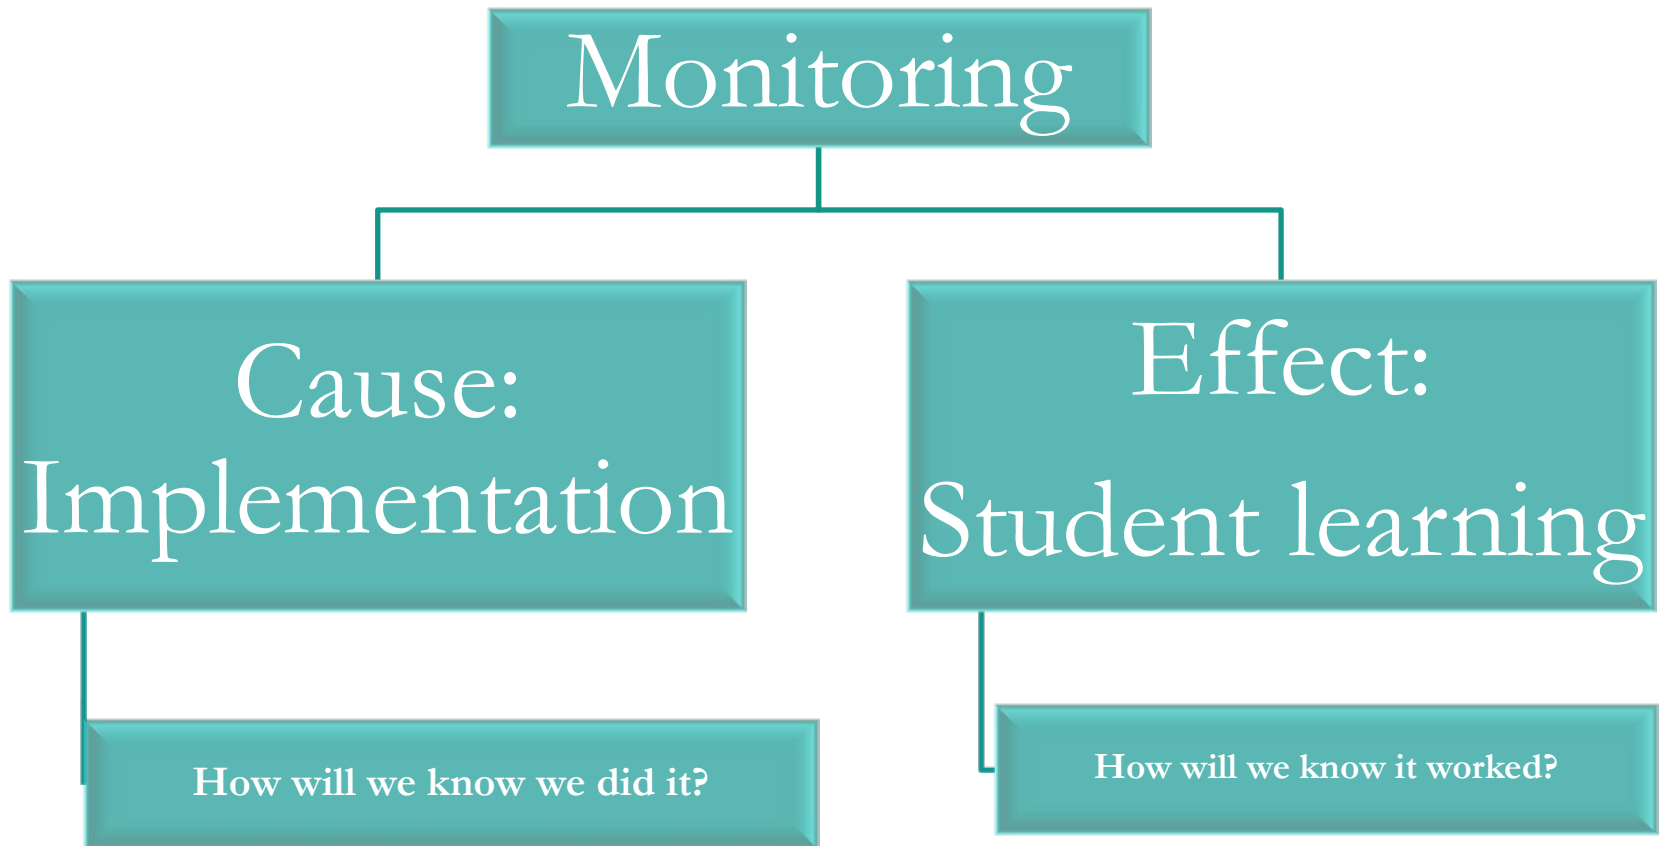 Monitoring
Cause:
Implementation
How will we know we did it?
Effect:
Student learning
How will we know it worked?